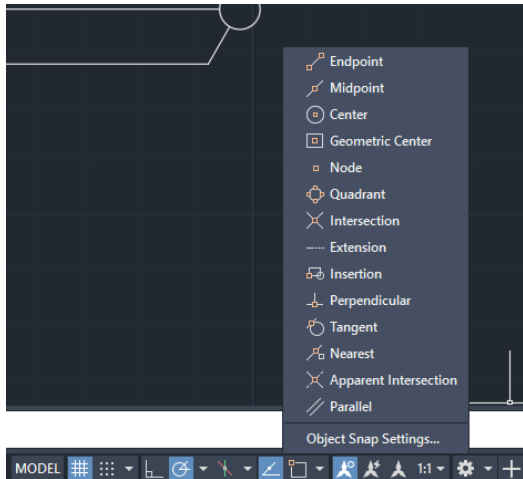 Endpoint
Midpoint
Center
Geometric Center
Node
Quadrant
Intersection
Extension
Insertion
Perpendicular
Tangent
Nearest
Apparent Intersection
Parallel
Object Snap Settings...
MODEL 1:1